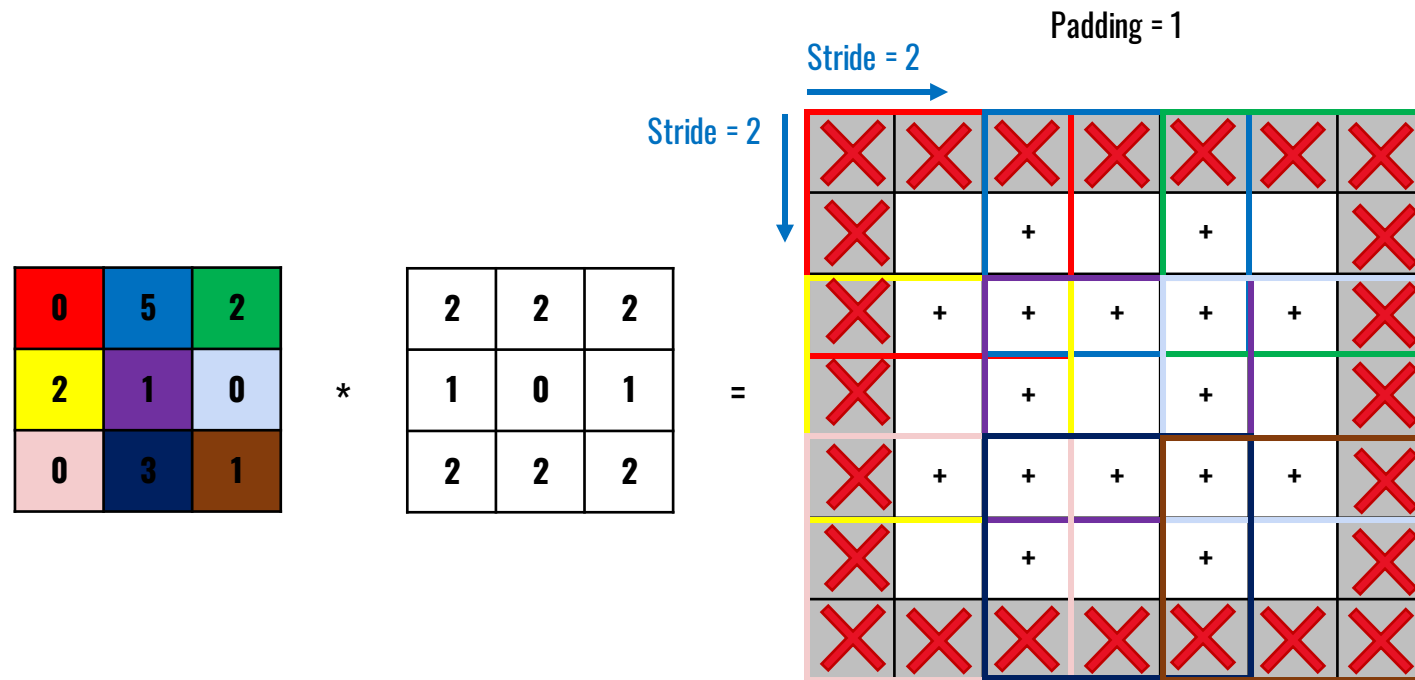 Padding = 1
Stride = 2
Stride = 2
+ +
0 5 2 2 2 2 + + + + +
2 1 0 * 1 0 1 = + +
0 3 1 2 2 2 + + + + +
+ +